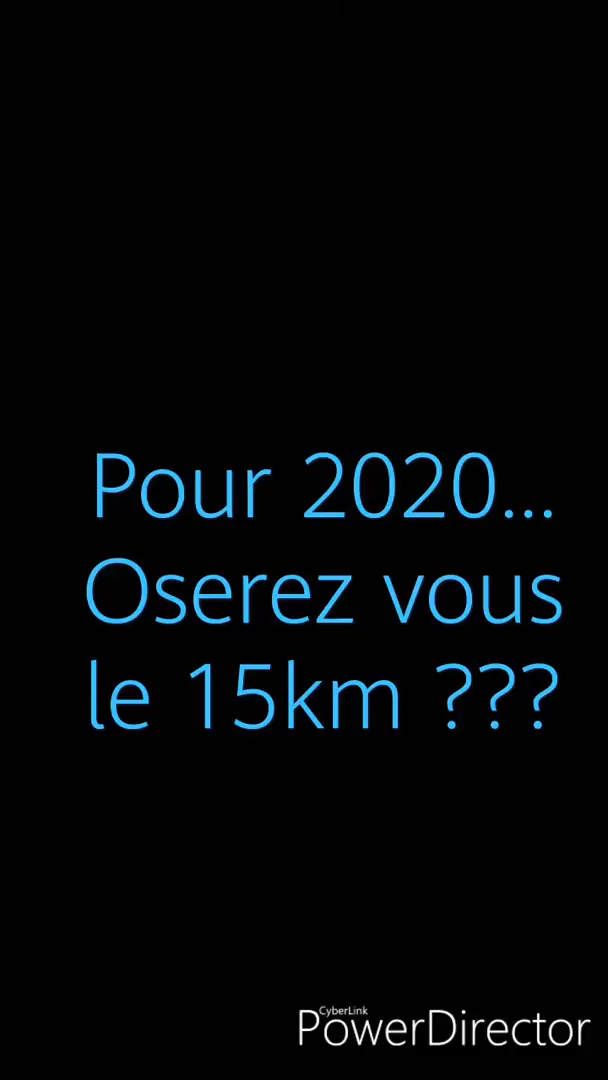 Pour 2020...
Oserez vous
le 15km ???
CyberLink
PowerDirector